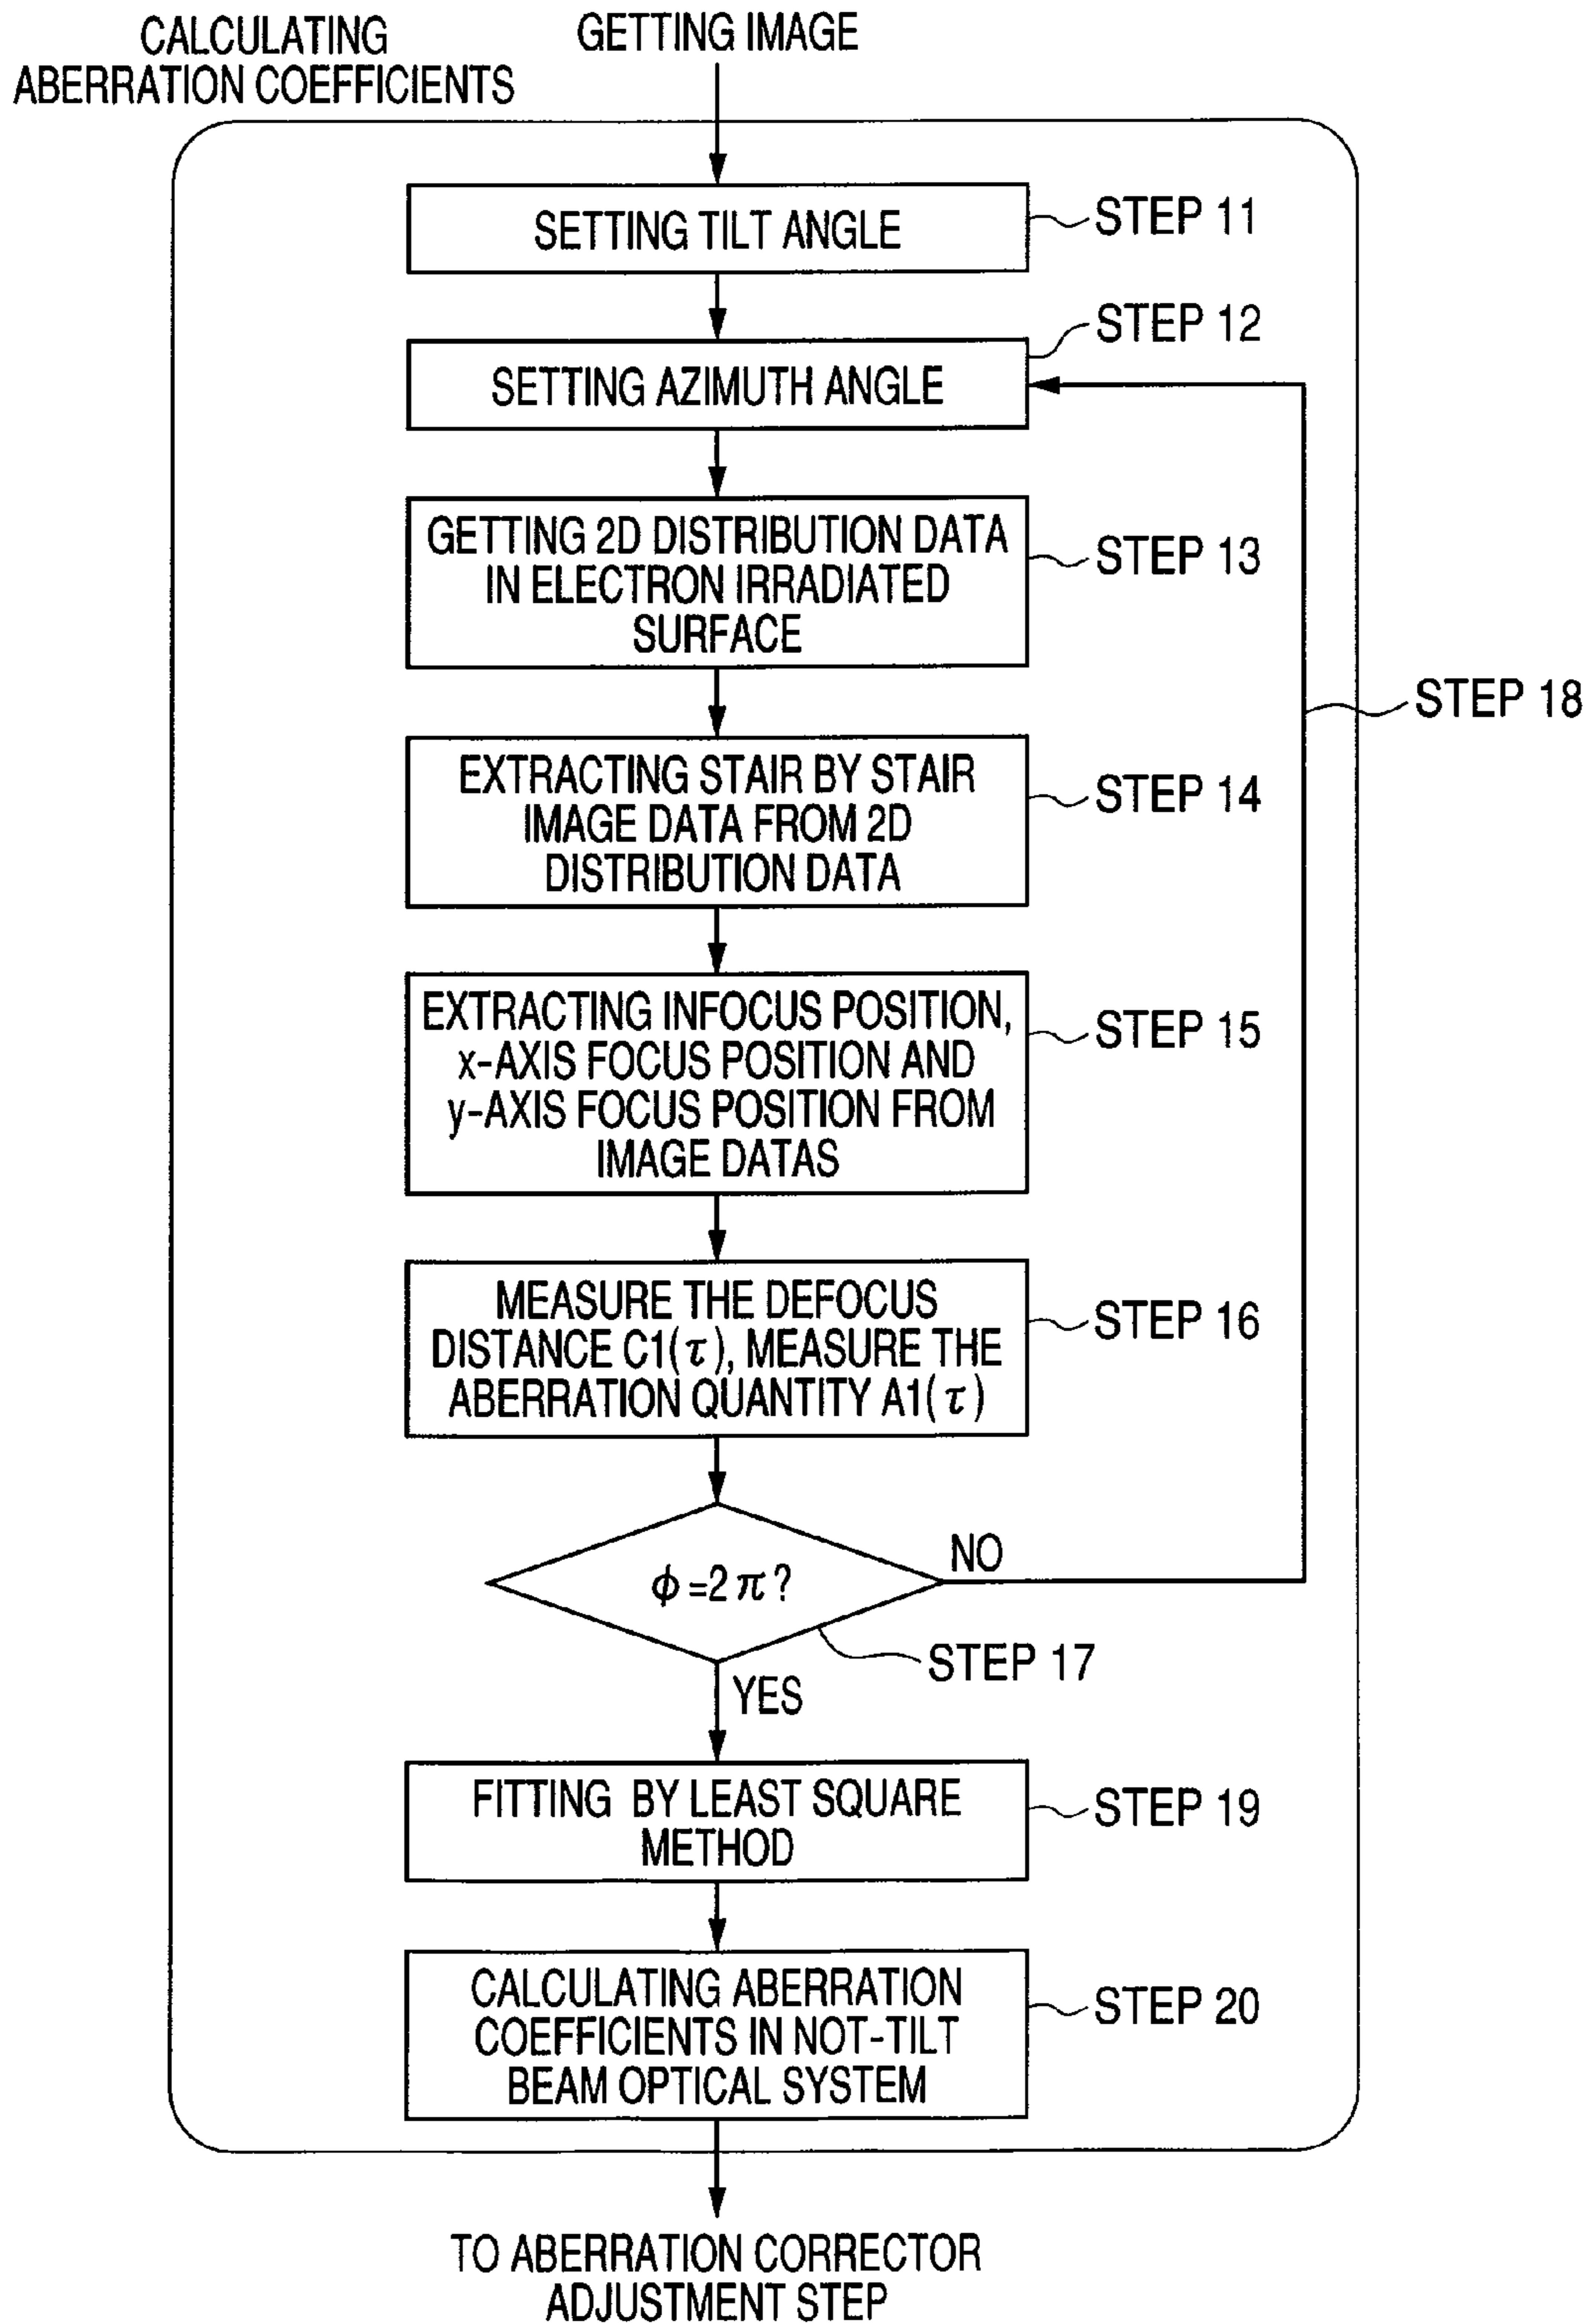 CALCULATING
ABERRATION COEFFICIENTS
GETTING IMAGE
SETTING TILT ANGLE
STEP 11
STEP 12
SETTING AZIMUTH ANGLE
GETTING 2D DISTRIBUTION DATA
IN ELECTRON IRRADIATED
SURFACE
STEP 13
STEP 18
EXTRACTING STAIR BY STAIR
IMAGE DATA FROM 2D
DISTRIBUTION DATA
STEP 14
EXTRACTING INFOCUS POSITION,
x-AXIS FOCUS POSITION AND
y-AXIS FOCUS POSITION FROM
IMAGE DATAS
STEP 15
MEASURE THE DEFOCUS
DISTANCE C1(τ), MEASURE THE
ABERRATION QUANTITY A1(τ)
STEP 16
NO
ϕ=2π?
STEP 17
YES
FITTING BY LEAST SQUARE
METHOD
STEP 19
CALCULATING ABERRATION
COEFFICIENTS IN NOT-TILT
BEAM OPTICAL SYSTEM
STEP 20
TO ABERRATION CORRECTOR
ADJUSTMENT STEP